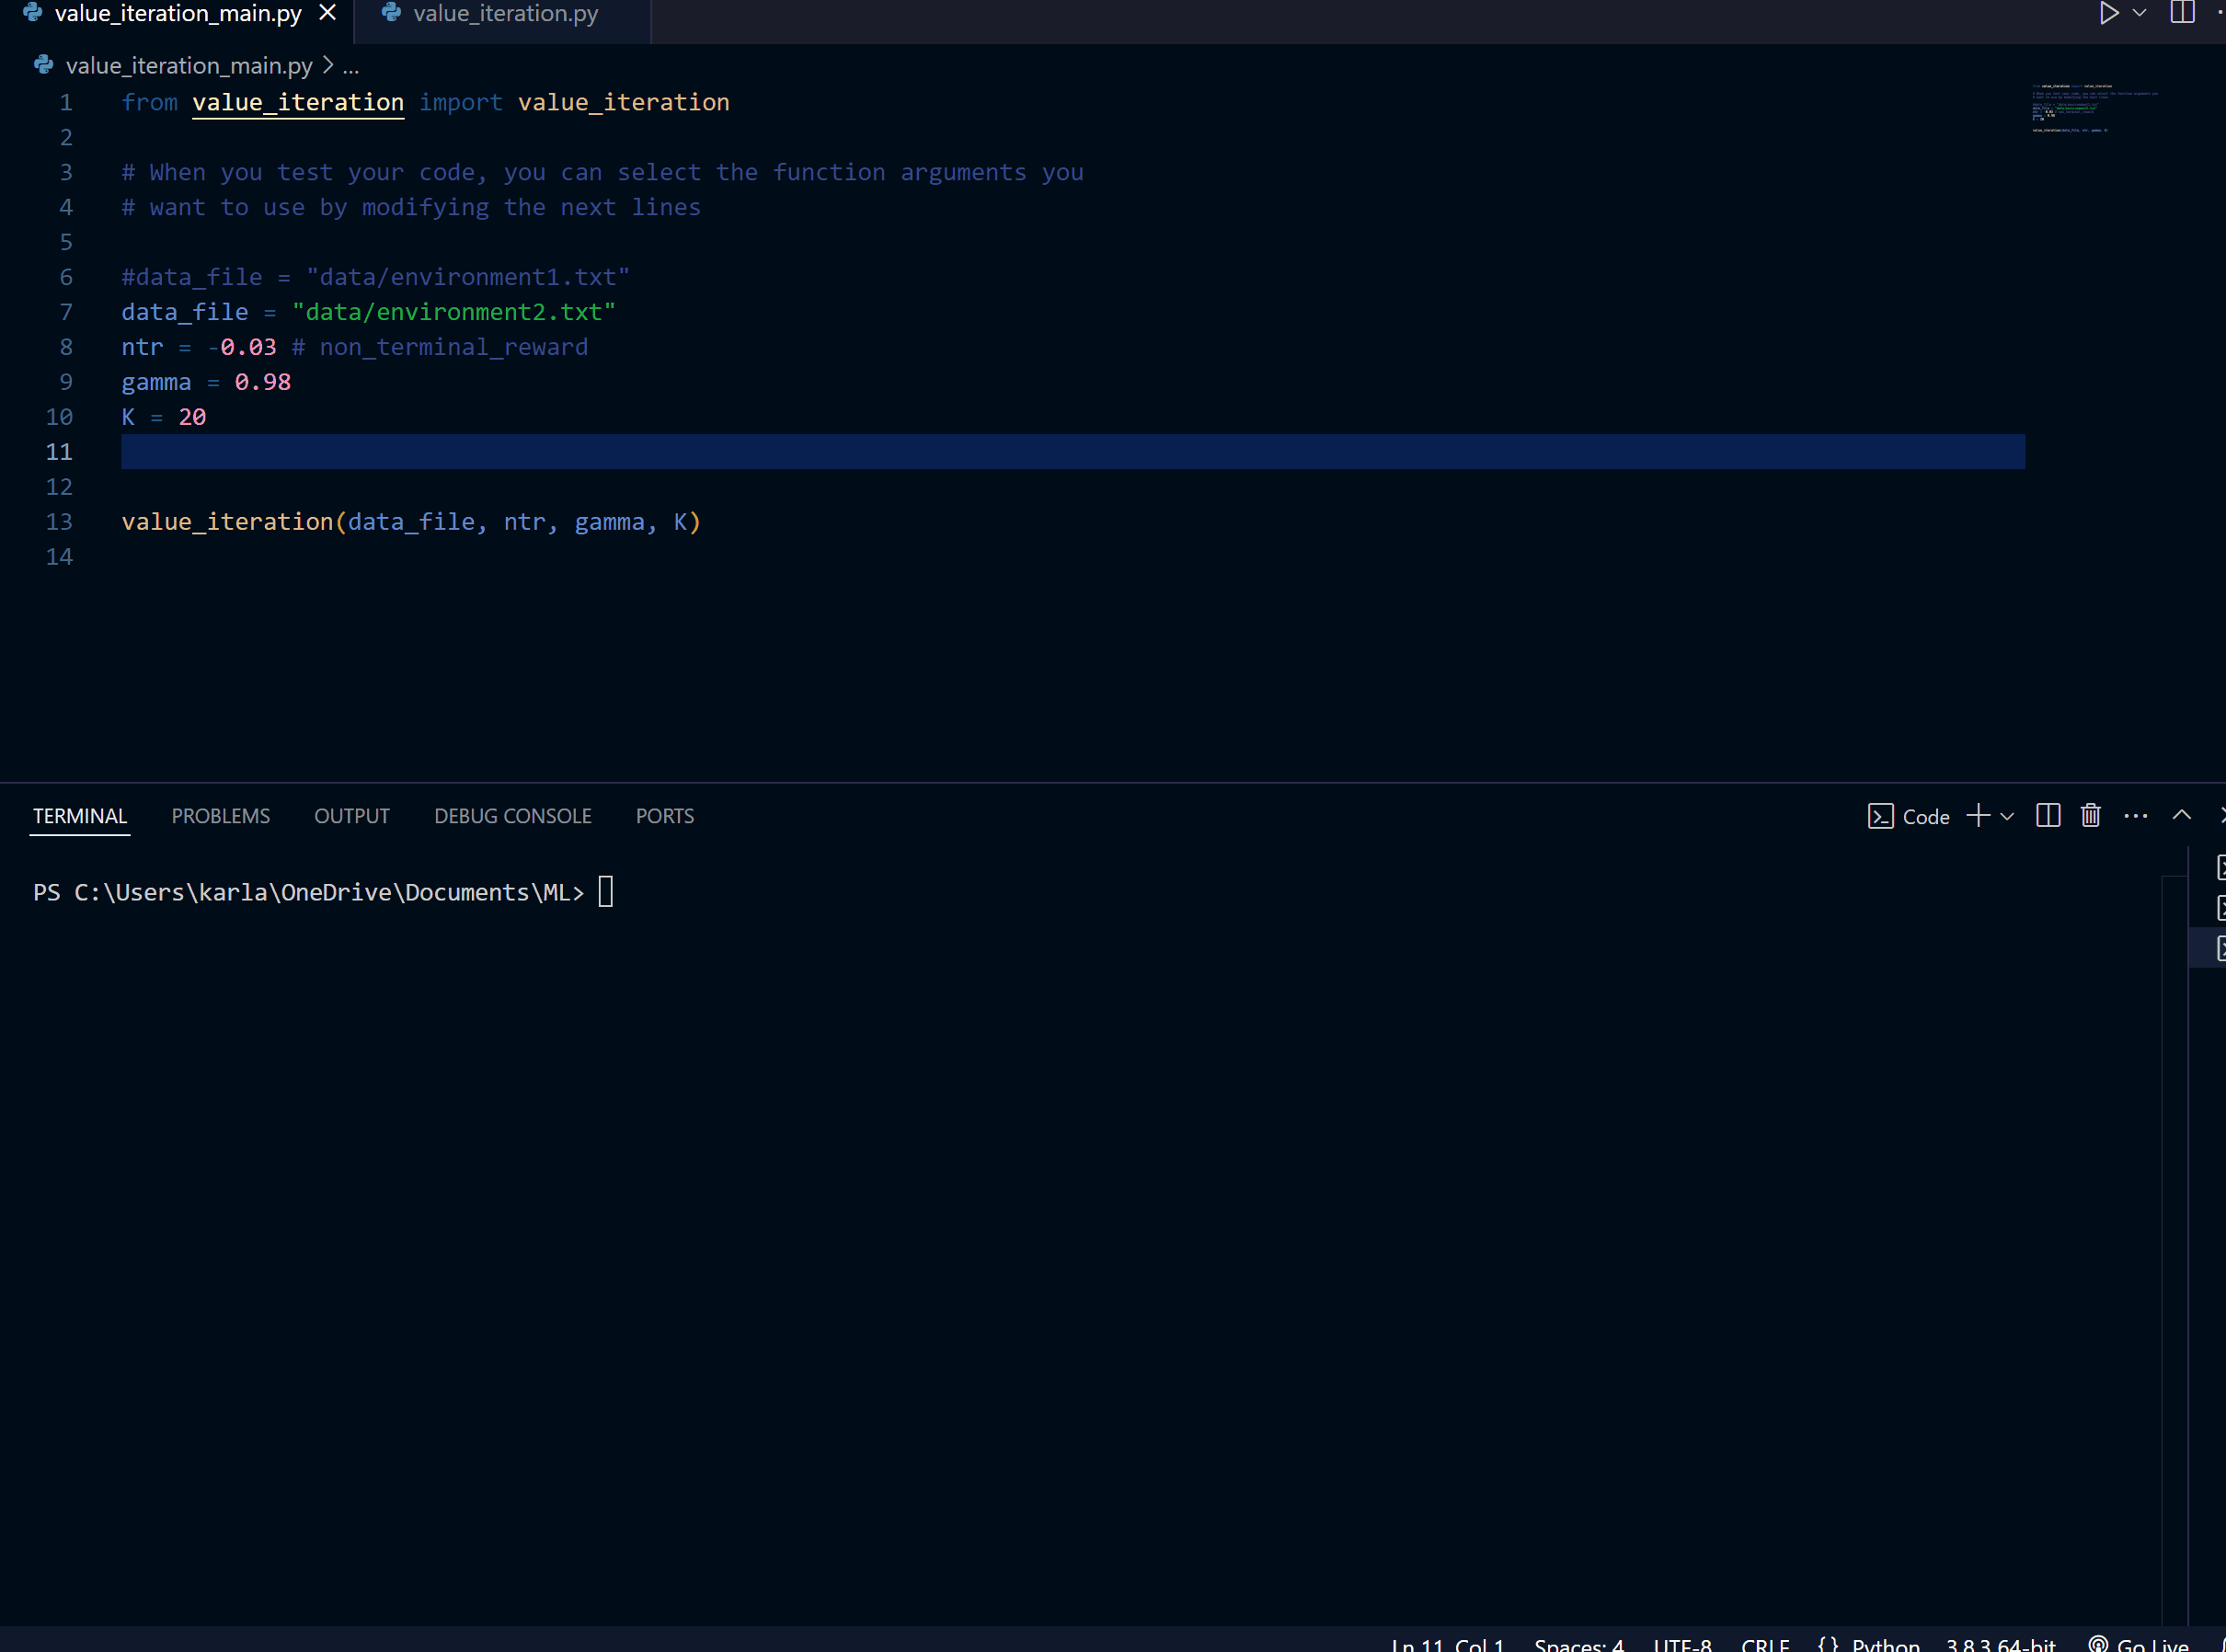 value_iteration_main.py
value_iteration.py
value_iteration_main.py > ...
1 from value_iteration import value_iteration
2
3 # When you test your code, you can select the function arguments you
4 # want to use by modifying the next lines
5
6 #data_file = "data/environment1.txt"
7 data_file = "data/environment2.txt"
8 ntr = -0.03 # non_terminal_reward
9 gamma = 0.98
10 K = 20
11
12
13 value_iteration(data_file, ntr, gamma, K)
14
TERMINAL PROBLEMS OUTPUT DEBUG CONSOLE PORTS Code
PS C:\Users\karla\OneDrive\Documents\ML>
Ln 11, Col 1 Spaces: 4 UTF-8 CRLF {} Python 3.8.3 64-bit Go Live